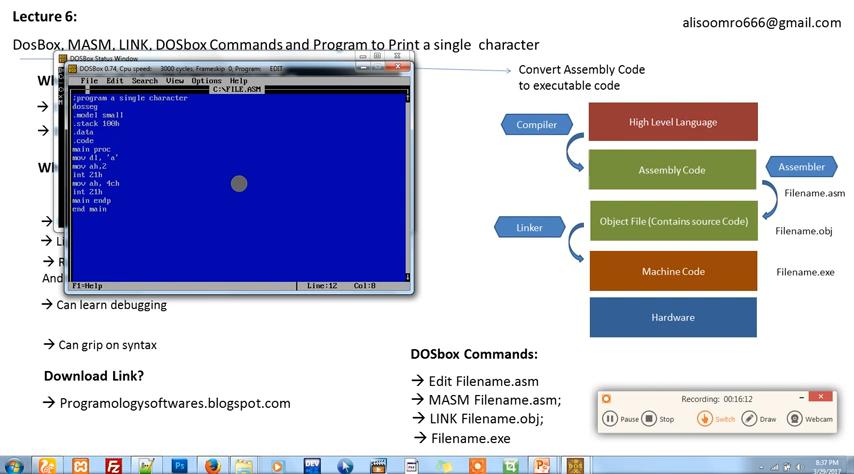 Lecture 6:
alisoomro666@gmail.com
DosBox, MASM, LINK, DOSbox Commands and Program to Print a single character
DOSBox Status Window
DOSBox 0.74, Cpu speed: 3000 cycles, Frameskip 0, Program: EDIT
File Edit Search View Options Help
C:\FILE.ASM
;program a single character
dosseg
.model small
.stack 100h
.data
.code
main proc
mov dl, 'a'
mov ah,2
int 21h
mov ah, 4ch
int 21h
main endp
end main
F1=Help
Line:12
Col:8
→ Can learn debugging
→ Can grip on syntax
Download Link?
→ Programologysoftwares.blogspot.com
Convert Assembly Code
to executable code
Compiler
High Level Language
Assembly Code
Assembler
Filename.asm
Linker
Object File (Contains source Code)
Filename.obj
Machine Code
Filename.exe
Hardware
DOSbox Commands:
→ Edit Filename.asm
→ MASM Filename.asm;
→ LINK Filename.obj;
→ Filename.exe
Recording: 00:16:12
Pause
Stop
Switch
Draw
Webcam
8:37 PM
3/29/2017